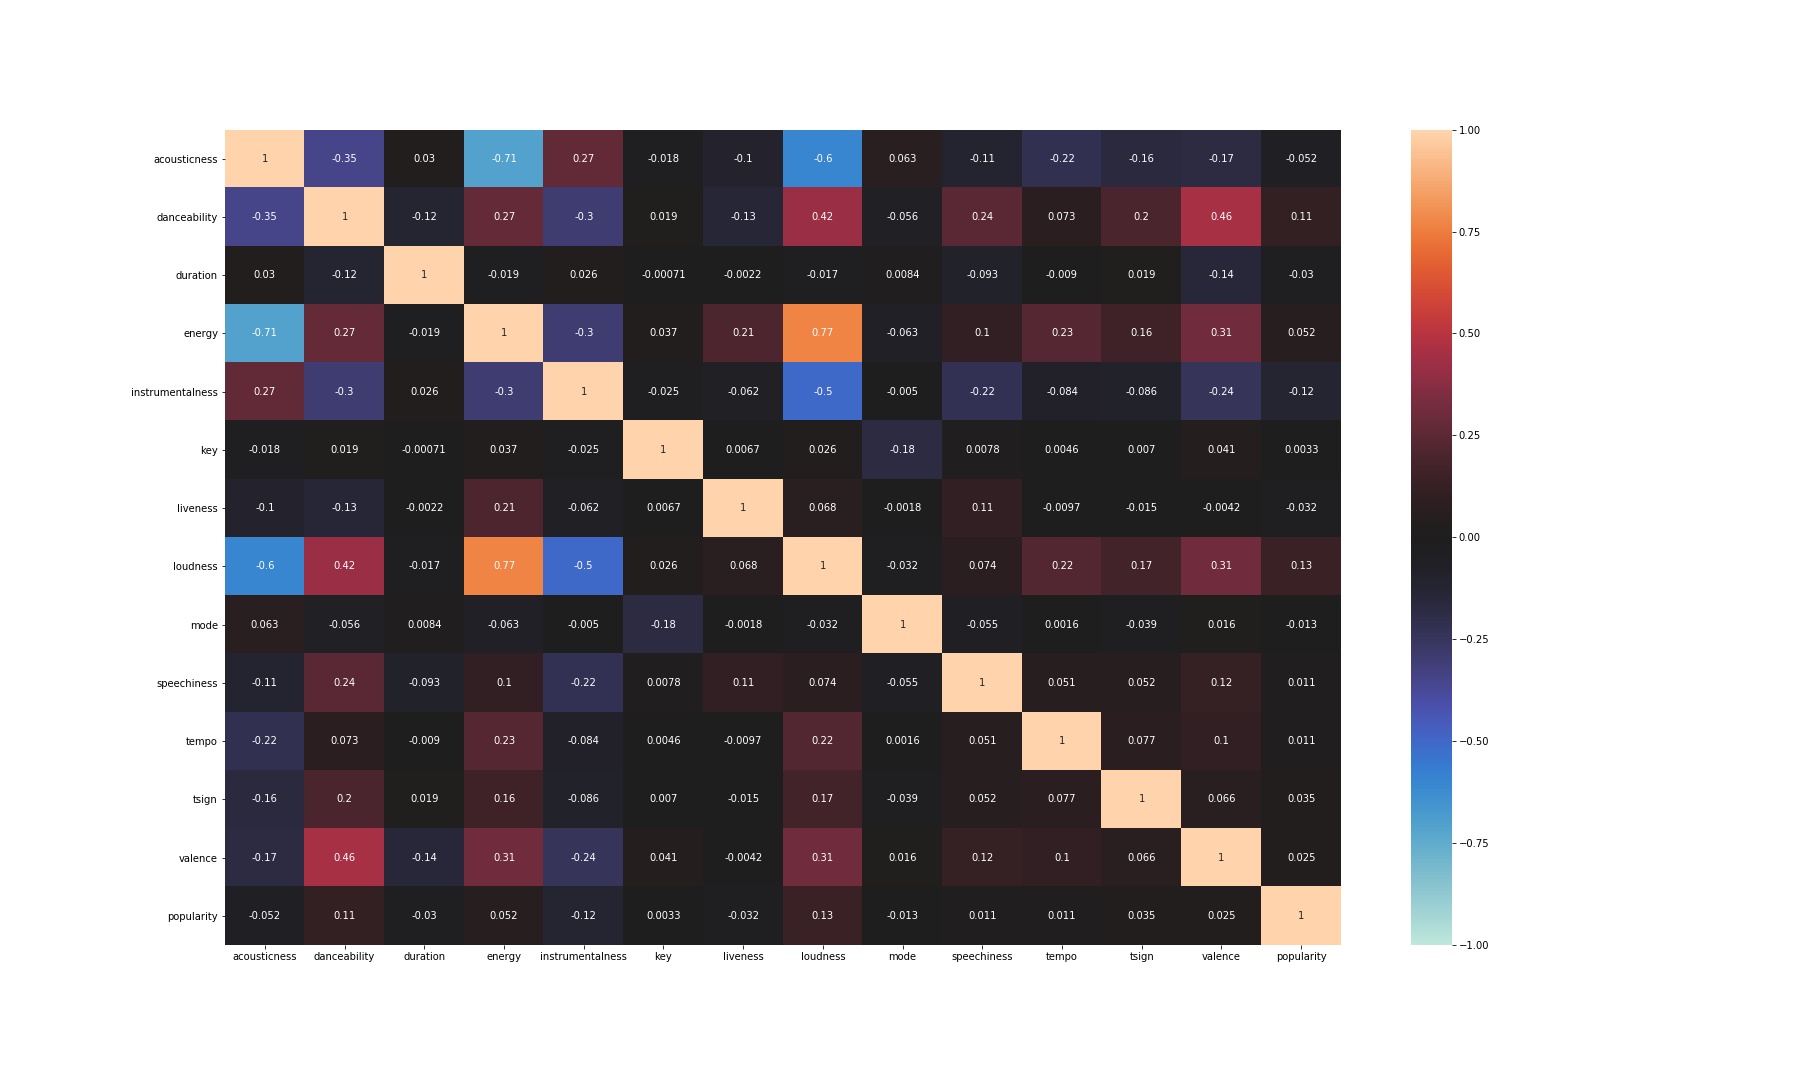 acousticness 1 -0.35 0.03 -0.71 0.27 -0.018 -0.1 -0.6 0.063 -0.11 -0.22 -0.16 -0.17 -0.052
danceability -0.35 1 -0.12 0.27 -0.3 0.019 -0.13 0.42 -0.056 0.24 0.073 0.2 0.46 0.11
duration 0.03 -0.12 1 -0.019 0.026 -0.00071 -0.0022 -0.017 0.0084 -0.093 -0.009 0.019 -0.14 -0.03
energy -0.71 0.27 -0.019 1 -0.3 0.037 0.21 0.77 -0.063 0.1 0.23 0.16 0.31 0.052
instrumentalness 0.27 -0.3 0.026 -0.3 1 -0.025 -0.062 -0.5 -0.005 -0.22 -0.084 -0.086 -0.24 -0.12
key -0.018 0.019 -0.00071 0.037 -0.025 1 0.0067 0.026 -0.18 0.0078 0.0046 0.007 0.041 0.0033
liveness -0.1 -0.13 -0.0022 0.21 -0.062 0.0067 1 0.068 -0.0018 0.11 -0.0097 -0.015 -0.0042 -0.032
loudness -0.6 0.42 -0.017 0.77 -0.5 0.026 0.068 1 -0.032 0.074 0.22 0.17 0.31 0.13
mode 0.063 -0.056 0.0084 -0.063 -0.005 -0.18 -0.0018 -0.032 1 -0.055 0.0016 -0.039 0.016 -0.013
speechiness -0.11 0.24 -0.093 0.1 -0.22 0.0078 0.11 0.074 -0.055 1 0.051 0.052 0.12 0.011
tempo -0.22 0.073 -0.009 0.23 -0.084 0.0046 -0.0097 0.22 0.0016 0.051 1 0.077 0.1 0.011
tsign -0.16 0.2 0.019 0.16 -0.086 0.007 -0.015 0.17 -0.039 0.052 0.077 1 0.066 0.035
valence -0.17 0.46 -0.14 0.31 -0.24 0.041 -0.0042 0.31 0.016 0.12 0.1 0.066 1 0.025
popularity -0.052 0.11 -0.03 0.052 -0.12 0.0033 -0.032 0.13 -0.013 0.011 0.011 0.035 0.025 1
acousticness danceability duration energy instrumentalness key liveness loudness mode speechiness tempo tsign valence popularity
1.00
0.75
0.50
0.25
0.00
−0.25
−0.50
−0.75
−1.00